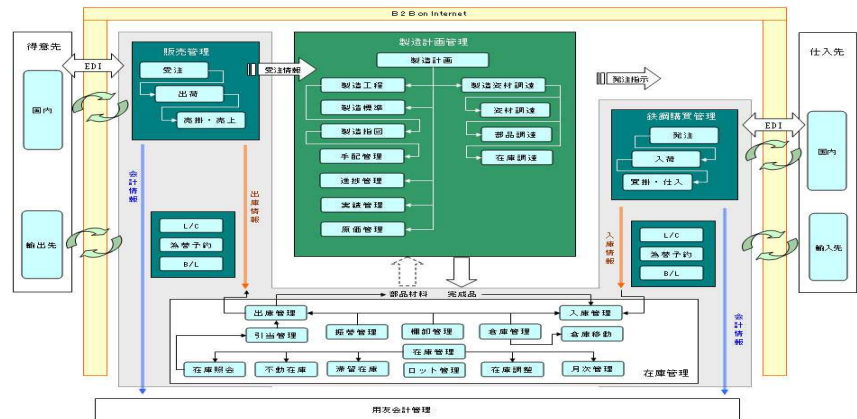 B2B on Internet
得意先
EDI
国内
輸出先
販売管理
受注
出荷
売掛・売上
受注情報
製造計画管理
製造計画
製造工程
製造標準
製造指図
手配管理
進捗管理
実績管理
原価管理
製造資材調達
資材調達
部品調達
在庫調達
発注指示
鉄鋼購買管理
発注
入荷
買掛・仕入
仕入先
EDI
国内
輸入先
会計情報
出庫情報
L/C
為替予約
B/L
入庫情報
L/C
為替予約
B/L
会計情報
部品材料
完成品
出庫管理
入庫管理
引当管理
振替管理
棚卸管理
倉庫管理
倉庫移動
在庫管理
在庫照会
不動在庫
滞留在庫
ロット管理
在庫調整
月次管理
在庫管理
用友会計管理